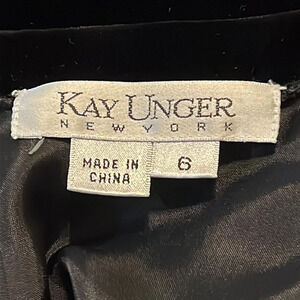 KAY UNGER
NEW YORK
MADE IN
CHINA
6